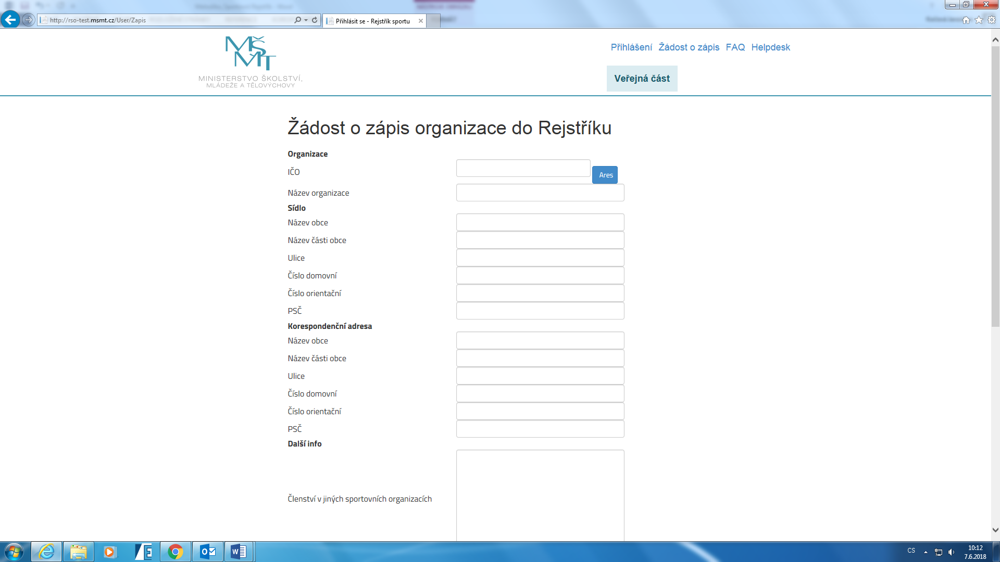 http://rso-test.msmt.cz/User/Zapis
Přihlásit se - Rejstřík sportu
MŠMT
MINISTERSTVO ŠKOLSTVÍ,
MLÁDEŽE A TĚLOVÝCHOVY
Přihlášení Žádost o zápis FAQ Helpdesk
Veřejná část
Žádost o zápis organizace do Rejstříku
Organizace
IČO
Ares
Název organizace
Sídlo
Název obce
Název části obce
Ulice
Číslo domovní
Číslo orientační
PSČ
Korespondenční adresa
Název obce
Název části obce
Ulice
Číslo domovní
Číslo orientační
PSČ
Další info
Členství v jiných sportovních organizacích
CS
10:12
7.6.2018